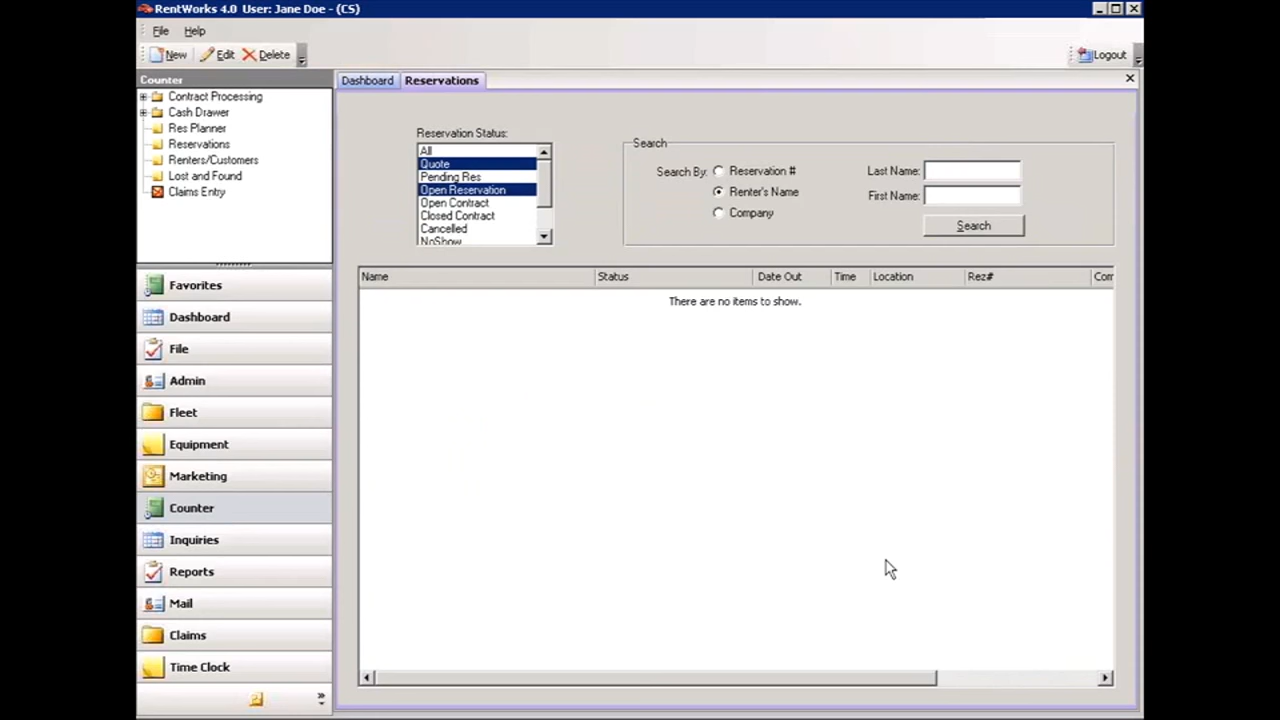 RentWorks 4.0 User: Jane Doe - (CS)
File Help
New Edit Delete Logout
Counter
Contract Processing
Cash Drawer
Res Planner
Reservations
Renters/Customers
Lost and Found
Claims Entry
Favorites
Dashboard
File
Admin
Fleet
Equipment
Marketing
Counter
Inquiries
Reports
Mail
Claims
Time Clock
Dashboard Reservations
Reservation Status:
All
Quote
Pending Res
Open Reservation
Open Contract
Closed Contract
Cancelled
NoShow
Search
Search By: Reservation #
Renter's Name
Company
Last Name:
First Name:
Search
Name Status Date Out Time Location Rez# Com
There are no items to show.